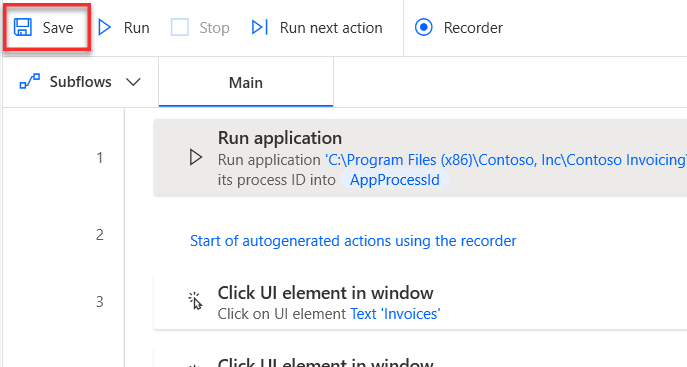 Save Run Stop Run next action Recorder
Subflows Main
1 Run application
Run application 'C:\Program Files (x86)\Contoso, Inc\Contoso Invoicing\
its process ID into AppProcessId
2 Start of autogenerated actions using the recorder
3 Click UI element in window
Click on UI element Text 'Invoices'
Click UI element in window